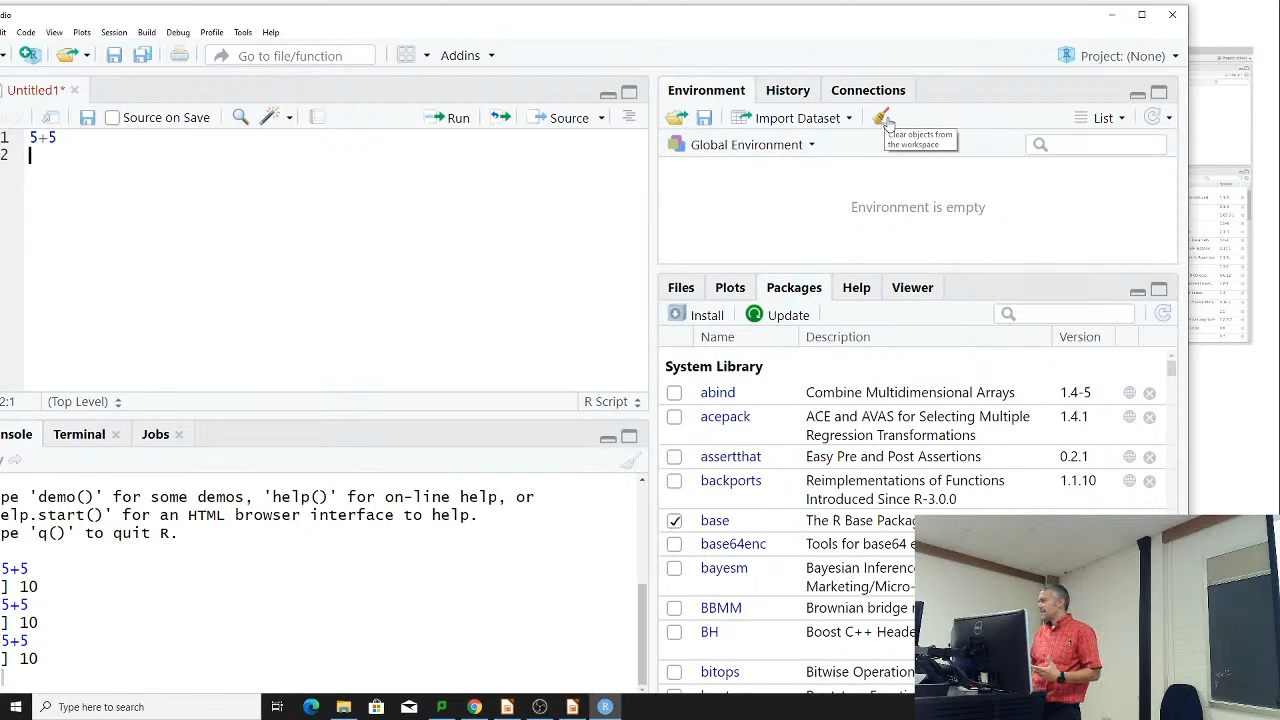 dio
it Code View Plots Session Build Debug Profile Tools Help
Go to file/function Addins Project: (None)
Untitled1*
Source on Save Run Source
1 5+5
2
2:1 (Top Level) R Script
nsole Terminal Jobs
pe 'demo()' for some demos, 'help()' for on-line help, or
elp.start()' for an HTML browser interface to help.
pe 'q()' to quit R.
5+5
] 10
5+5
] 10
5+5
] 10
Environment History Connections
Import Dataset List
Clear objects from
the workspace
Global Environment
Environment is empty
Files Plots Packages Help Viewer
Install Update
Name Description Version
System Library
abind Combine Multidimensional Arrays 1.4-5
acepack ACE and AVAS for Selecting Multiple 1.4.1
Regression Transformations
assertthat Easy Pre and Post Assertions 0.2.1
backports Reimplementations of Functions 1.1.10
Introduced Since R-3.0.0
base The R Base Packag
base64enc Tools for base64 e
bayesm Bayesian Inferenc
Marketing/Micro-
BBMM Brownian bridge
BH Boost C++ Heade
bitops Bitwise Operation
Type here to search